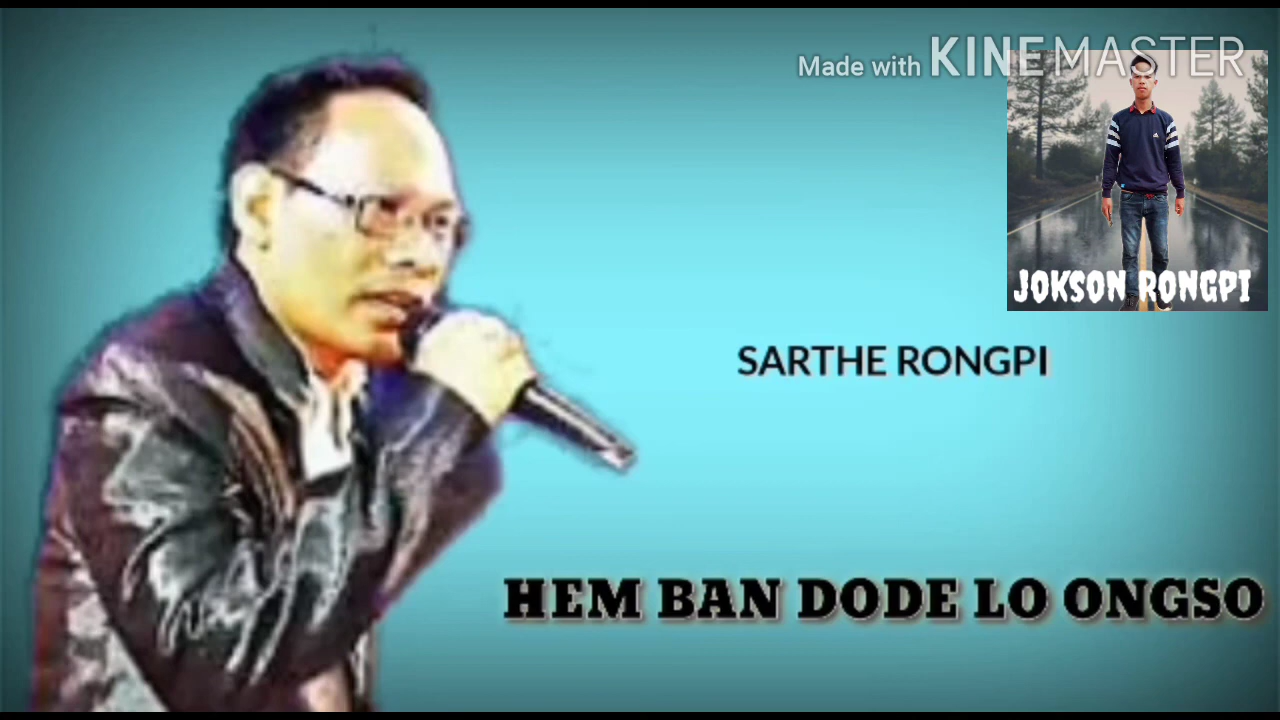 Made with KINEMASTER
JOKSON RONGPI
SARTHE RONGPI
HEM BAN DODE LO ONGSO